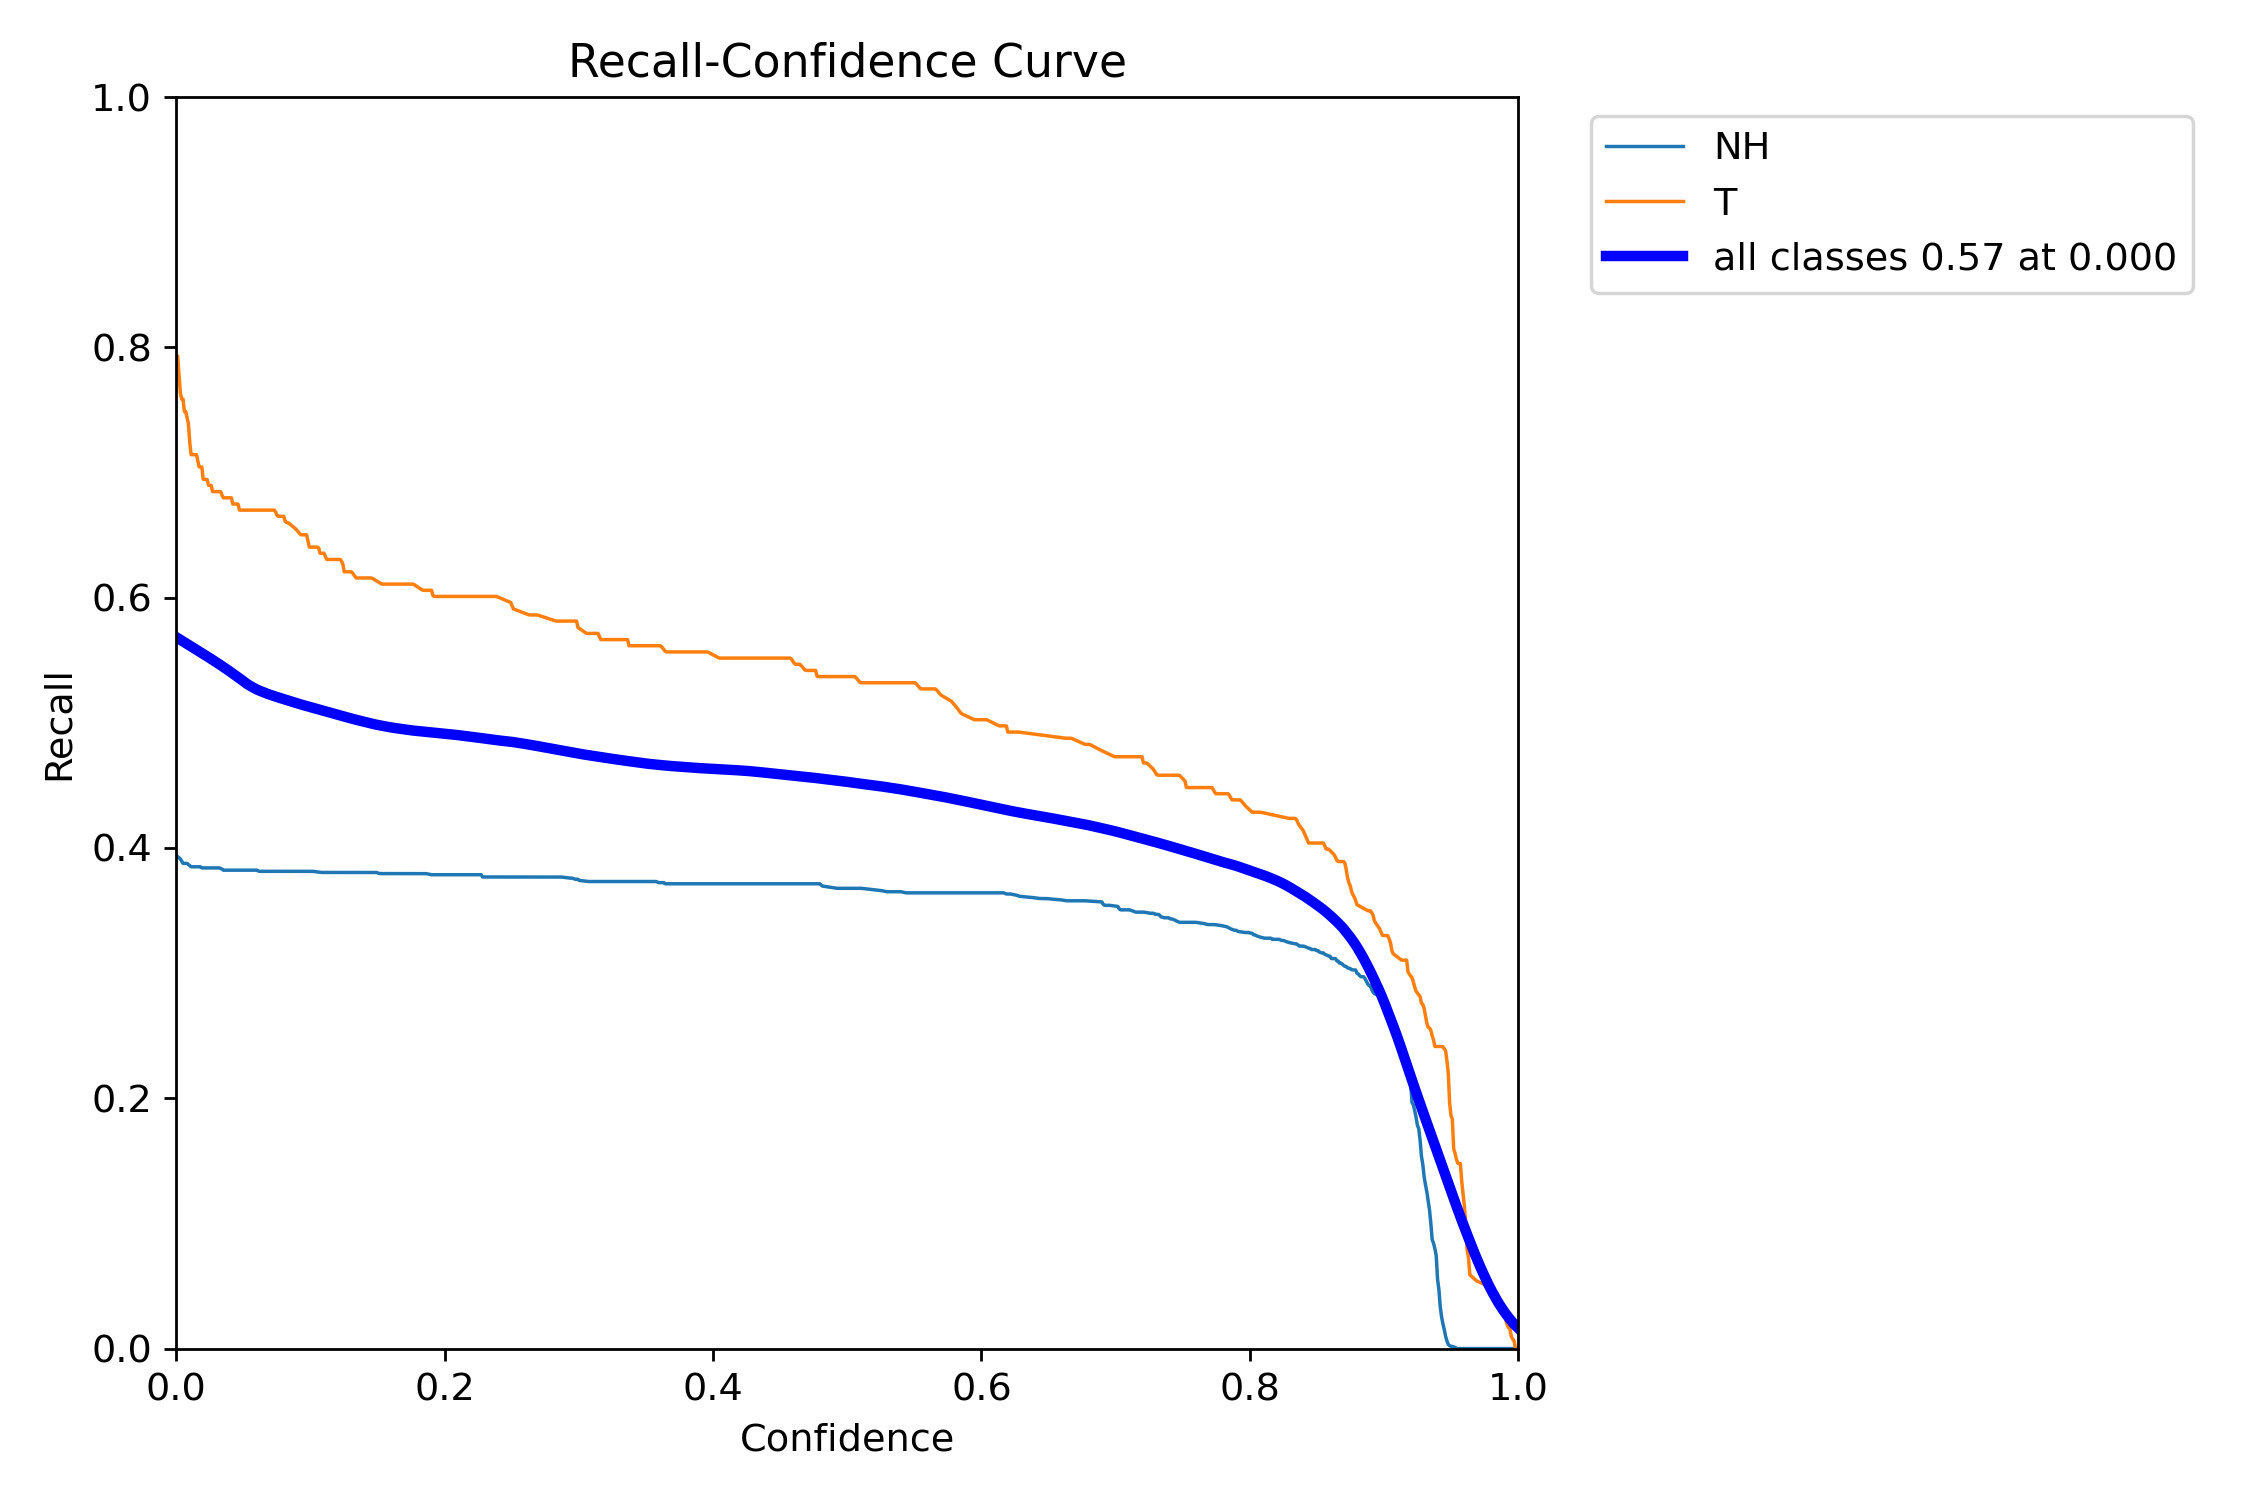 Recall-Confidence Curve
1.0
0.8
0.6
0.4
0.2
0.0
Recall
0.0 0.2 0.4 0.6 0.8 1.0
Confidence
NH
T
all classes 0.57 at 0.000